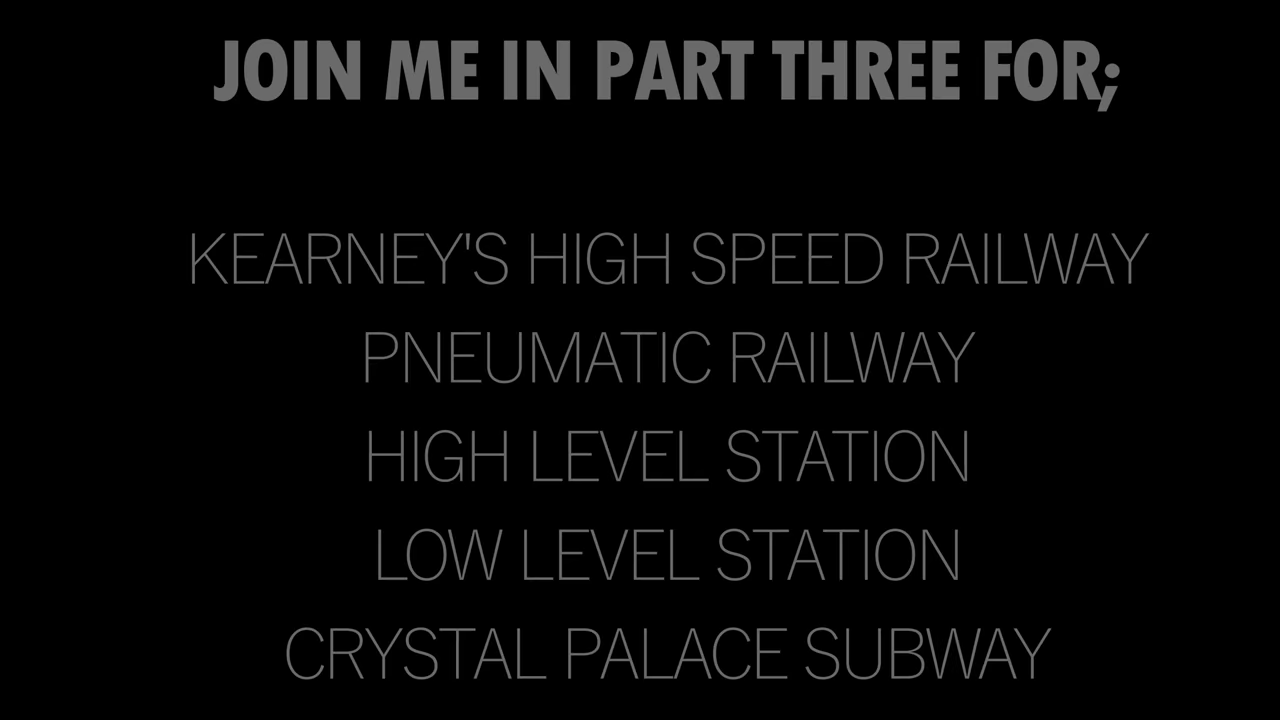 JOIN ME IN PART THREE FOR;
KEARNEY'S HIGH SPEED RAILWAY
PNEUMATIC RAILWAY
HIGH LEVEL STATION
LOW LEVEL STATION
CRYSTAL PALACE SUBWAY